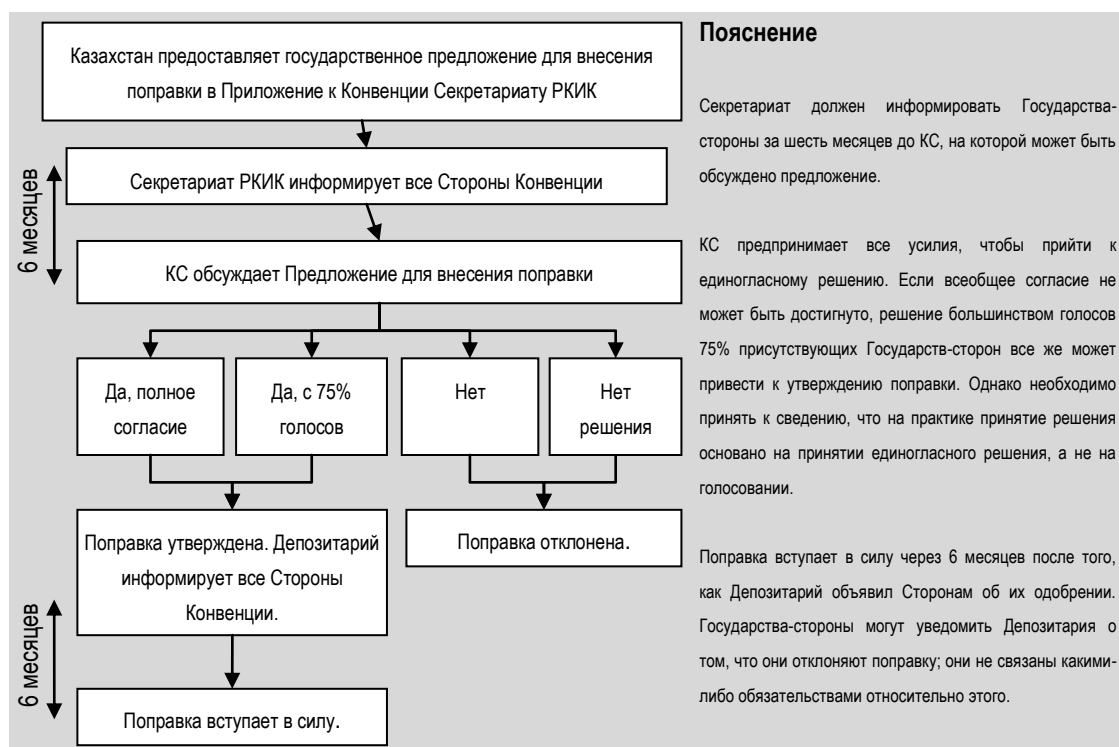 Казахстан предоставляет государственное предложение для внесения
поправки в Приложение к Конвенции Секретариату РКИК
6 месяцев
Секретариат РКИК информирует все Стороны Конвенции
КС обсуждает Предложение для внесения поправки
Да, полное
согласие
Да, с 75%
голосов
Нет
Нет
решения
Поправка утверждена. Депозитарий
информирует все Стороны
Конвенции.
Поправка отклонена.
6 месяцев
Поправка вступает в силу.
Пояснение
Секретариат должен информировать Государства-
стороны за шесть месяцев до КС, на которой может быть
обсуждено предложение.
КС предпринимает все усилия, чтобы прийти к
единогласному решению. Если всеобщее согласие не
может быть достигнуто, решение большинством голосов
75% присутствующих Государств-сторон все же может
привести к утверждению поправки. Однако необходимо
принять к сведению, что на практике принятие решения
основано на принятии единогласного решения, а не на
голосовании.
Поправка вступает в силу через 6 месяцев после того,
как Депозитарий объявил Сторонам об их одобрении.
Государства-стороны могут уведомить Депозитария о
том, что они отклоняют поправку; они не связаны какими-
либо обязательствами относительно этого.